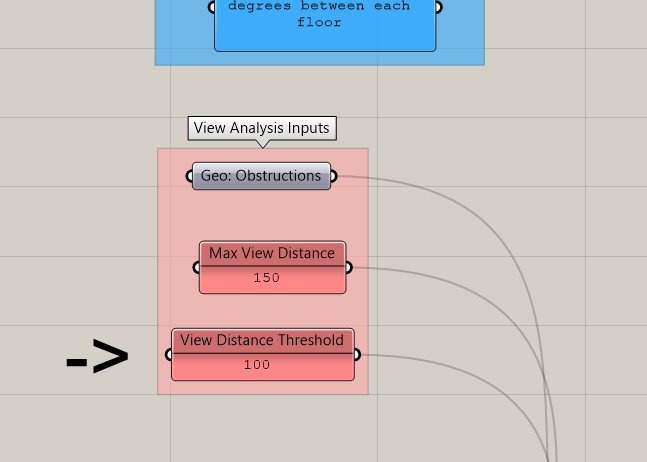 degrees between each
floor
View Analysis Inputs
Geo: Obstructions
Max View Distance
150
View Distance Threshold
100
->